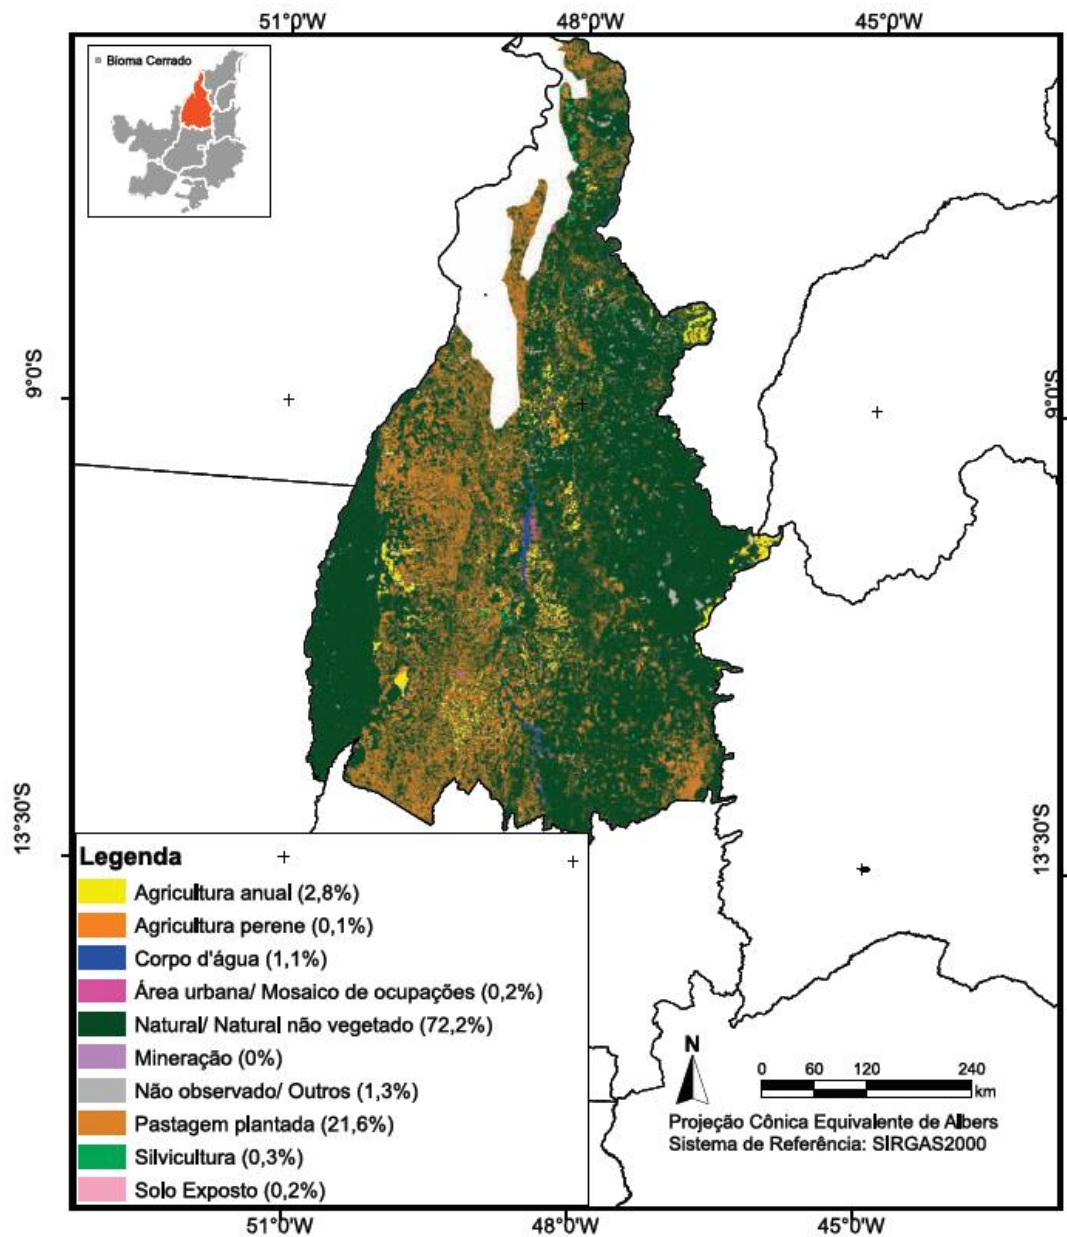 51°0'W 48°0'W 45°0'W
Bioma Cerrado
9°0'S 9°0'S
13°30'S 13°30'S
Legenda
Agricultura anual (2,8%)
Agricultura perene (0,1%)
Corpo d'água (1,1%)
Área urbana/ Mosaico de ocupações (0,2%)
Natural/ Natural não vegetado (72,2%)
Mineração (0%)
Não observado/ Outros (1,3%)
Pastagem plantada (21,6%)
Silvicultura (0,3%)
Solo Exposto (0,2%)
N
0 60 120 240
km
Projeção Cônica Equivalente de Albers
Sistema de Referência: SIRGAS2000
51°0'W 48°0'W 45°0'W